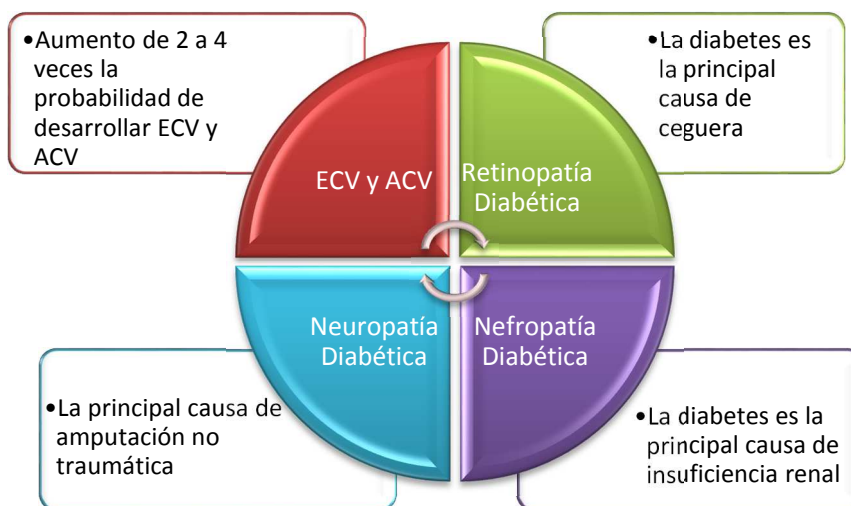 •Aumento de 2 a 4
veces la
probabilidad de
desarrollar ECV y
ACV
•La diabetes es
la principal
causa de
ceguera
ECV y ACV
Retinopatía
Diabética
Neuropatía
Diabética
Nefropatía
Diabética
•La principal causa de
amputación no
traumática
•La diabetes es la
principal causa de
insuficiencia renal